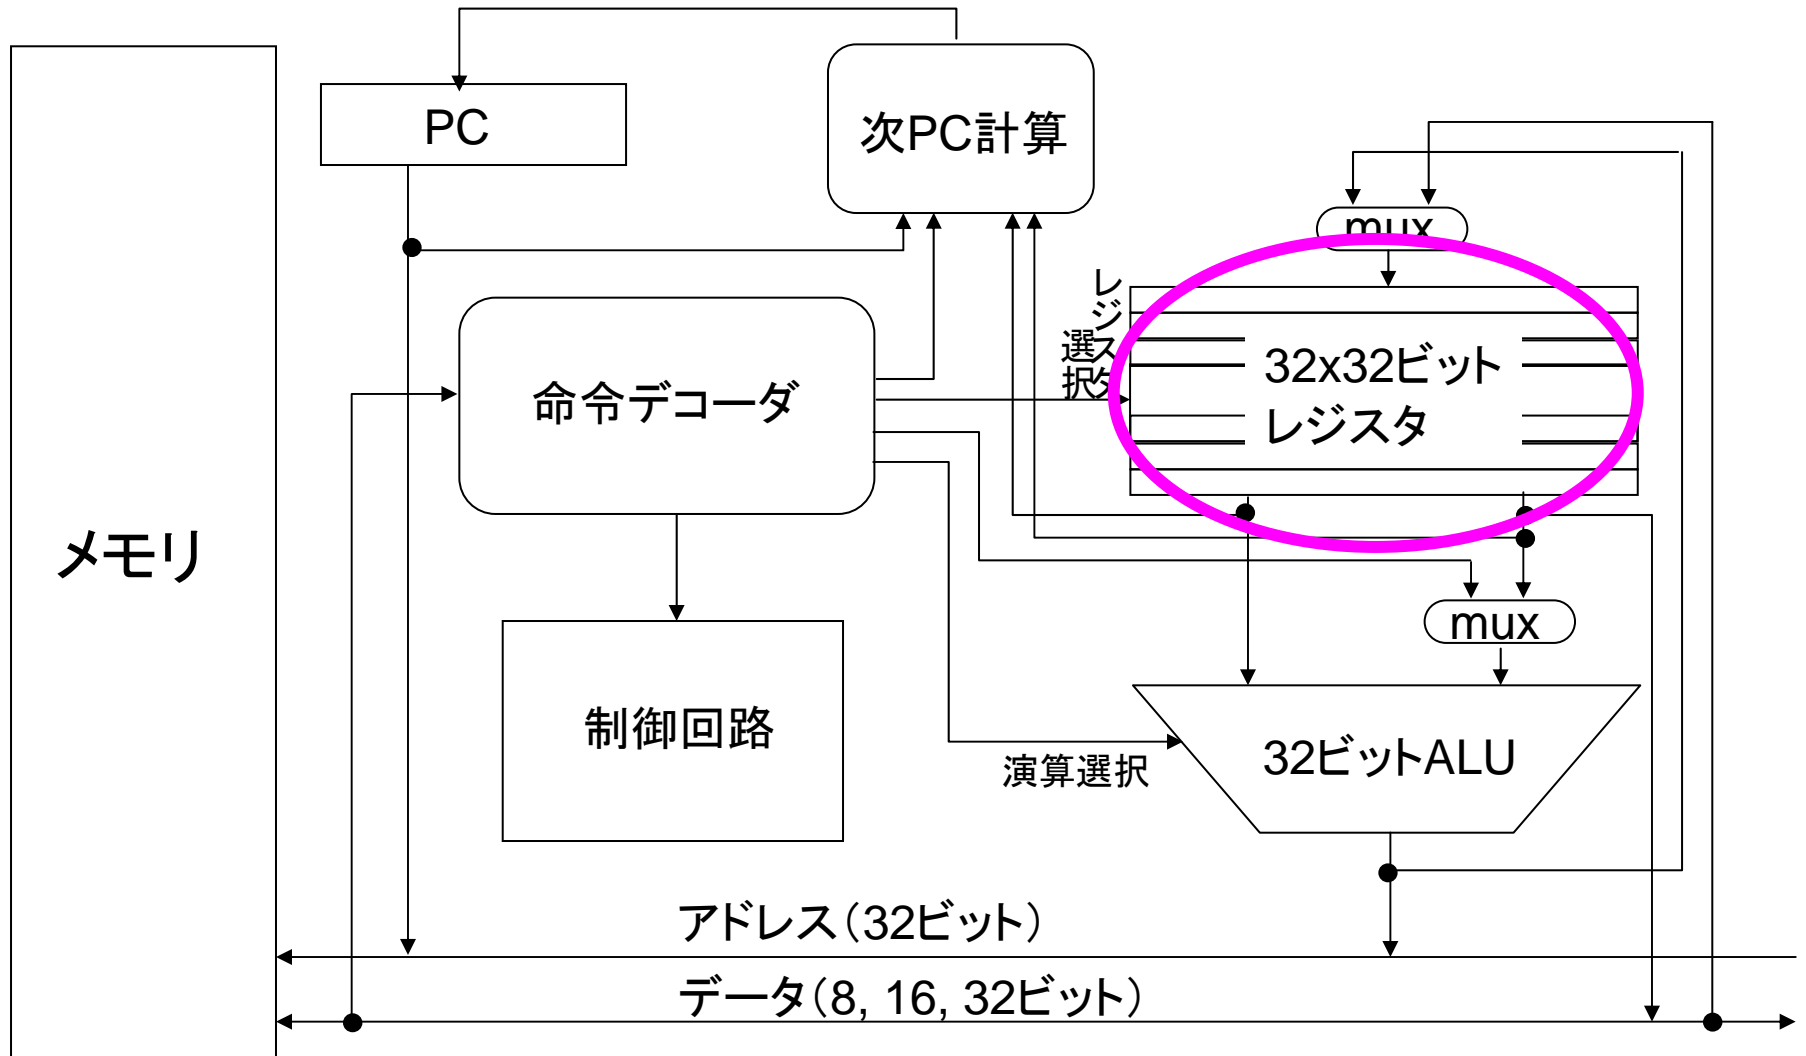 PC
次PC計算
mux
レジスタ
選択
32x32ビット
レジスタ
命令デコーダ
メモリ
mux
制御回路
32ビットALU
演算選択
アドレス（32ビット）
データ（8, 16, 32ビット）